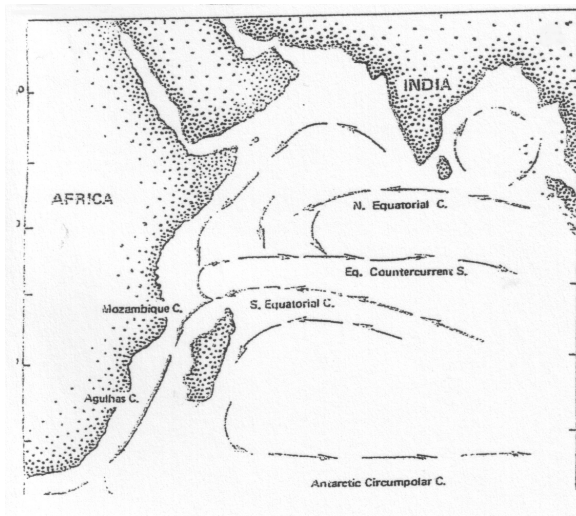 INDIA
AFRICA
N. Equatorial C.
Eq. Countercurrent S.
Mozambique C.
S. Equatorial C.
Agulhas C.
Antarctic Circumpolar C.